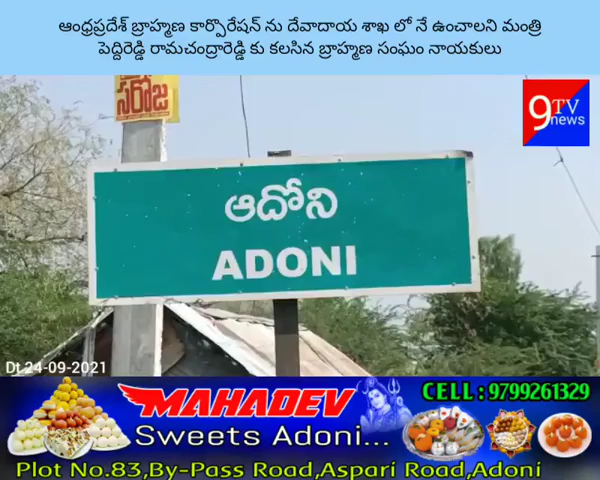 ఆంధ్రప్రదేశ్ బ్రాహ్మణ కార్పొరేషన్ ను దేవాదాయ శాఖ లో నే ఉంచాలని మంత్రి
పెద్దిరెడ్డి రామచంద్రారెడ్డి కు కలసిన బ్రాహ్మణ సంఘం నాయకులు
సరోజ
9TV
news
ఆదోని
ADONI
Dt.24-09-2021
MAHADEV
CELL : 9799261329
Sweets Adoni...
Plot No.83,By-Pass Road,Aspari Road,Adoni